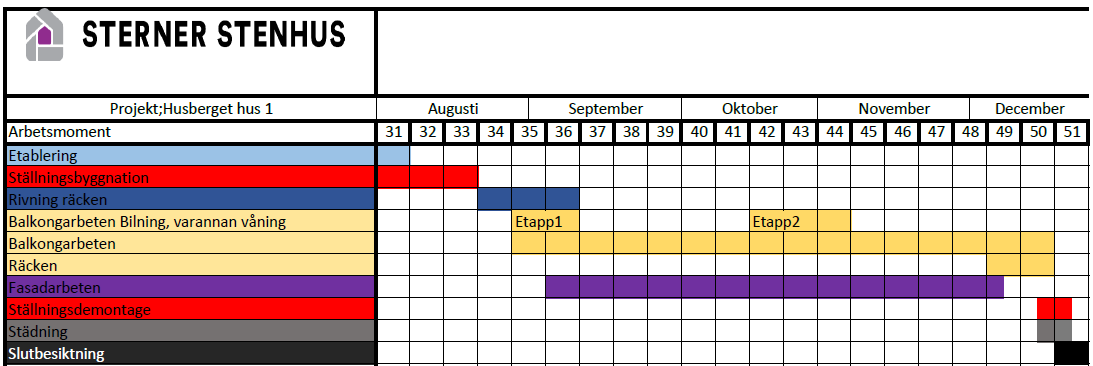 STERNER STENHUS
Projekt;Husberget hus 1 Augusti September Oktober November December
Arbetsmoment 31 32 33 34 35 36 37 38 39 40 41 42 43 44 45 46 47 48 49 50 51
Etablering
Ställningsbyggnation
Rivning räcken
Balkongarbeten Bilning, varannan våning Etapp1 Etapp2
Balkongarbeten
Räcken
Fasadarbeten
Ställningsdemontage
Städning
Slutbesiktning